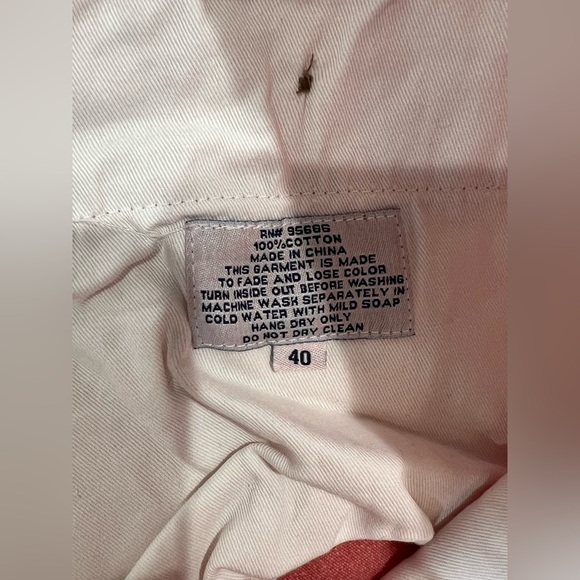 RN# 95666
100%COTTON
MADE IN CHINA
THIS GARMENT IS MADE
TO FADE AND LOSE COLOR
TURN INSIDE OUT BEFORE WASHING
MACHINE WASH SEPARATELY IN
COLD WATER WITH MILD SOAP
HANG DRY ONLY
DO NOT DRY CLEAN
40